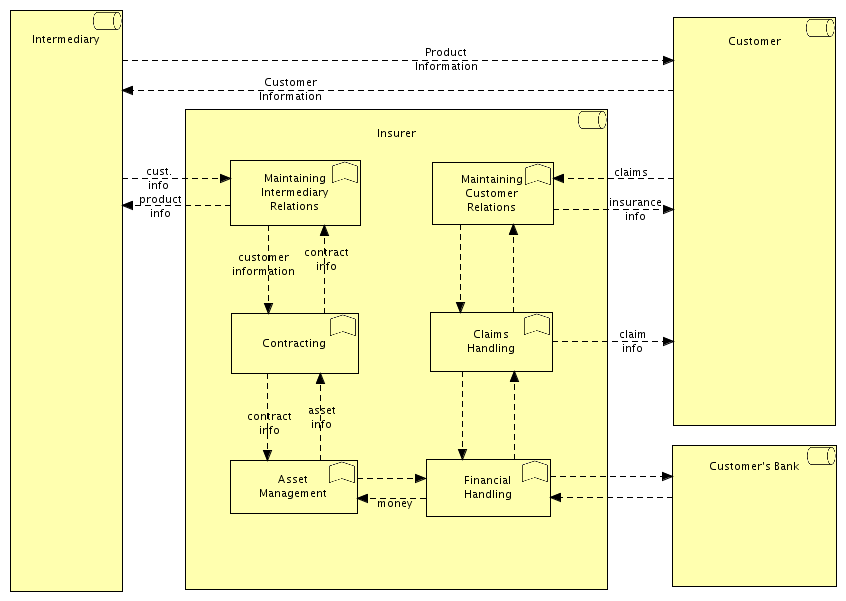 Intermediary
Customer
Product
Information
Customer
Information
Insurer
cust.
info
product
info
Maintaining
Intermediary
Relations
Maintaining
Customer
Relations
claims
insurance
info
customer
information
contract
info
Contracting
Claims
Handling
claim
info
contract
info
asset
info
Asset
Management
money
Financial
Handling
Customer's Bank